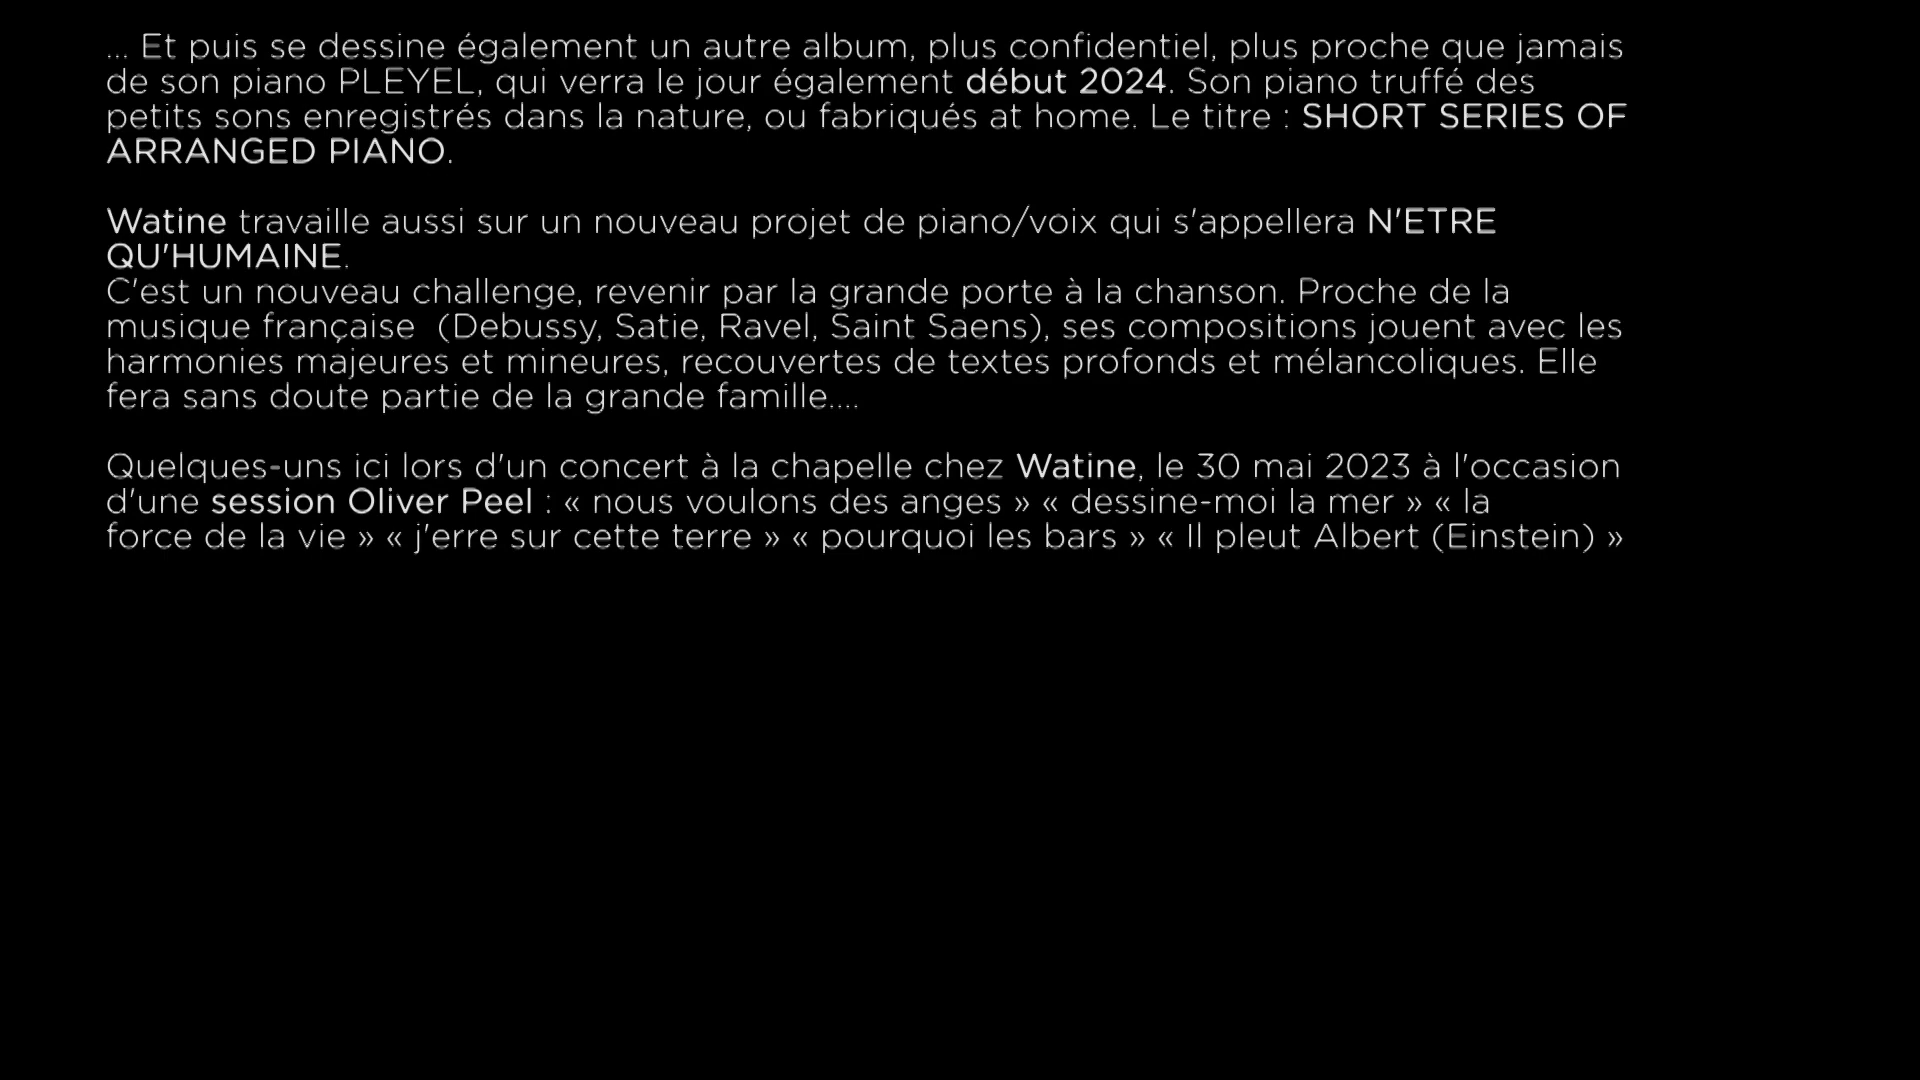 ... Et puis se dessine également un autre album, plus confidentiel, plus proche que jamais
de son piano PLEYEL, qui verra le jour également début 2024. Son piano truffé des
petits sons enregistrés dans la nature, ou fabriqués at home. Le titre : SHORT SERIES OF
ARRANGED PIANO.
Watine travaille aussi sur un nouveau projet de piano/voix qui s'appellera N'ETRE
QU'HUMAINE.
C'est un nouveau challenge, revenir par la grande porte à la chanson. Proche de la
musique française  (Debussy, Satie, Ravel, Saint Saens), ses compositions jouent avec les
harmonies majeures et mineures, recouvertes de textes profonds et mélancoliques. Elle
fera sans doute partie de la grande famille....
Quelques-uns ici lors d'un concert à la chapelle chez Watine, le 30 mai 2023 à l'occasion
d'une session Oliver Peel : « nous voulons des anges » « dessine-moi la mer » « la
force de la vie » « j'erre sur cette terre » « pourquoi les bars » « Il pleut Albert (Einstein) »